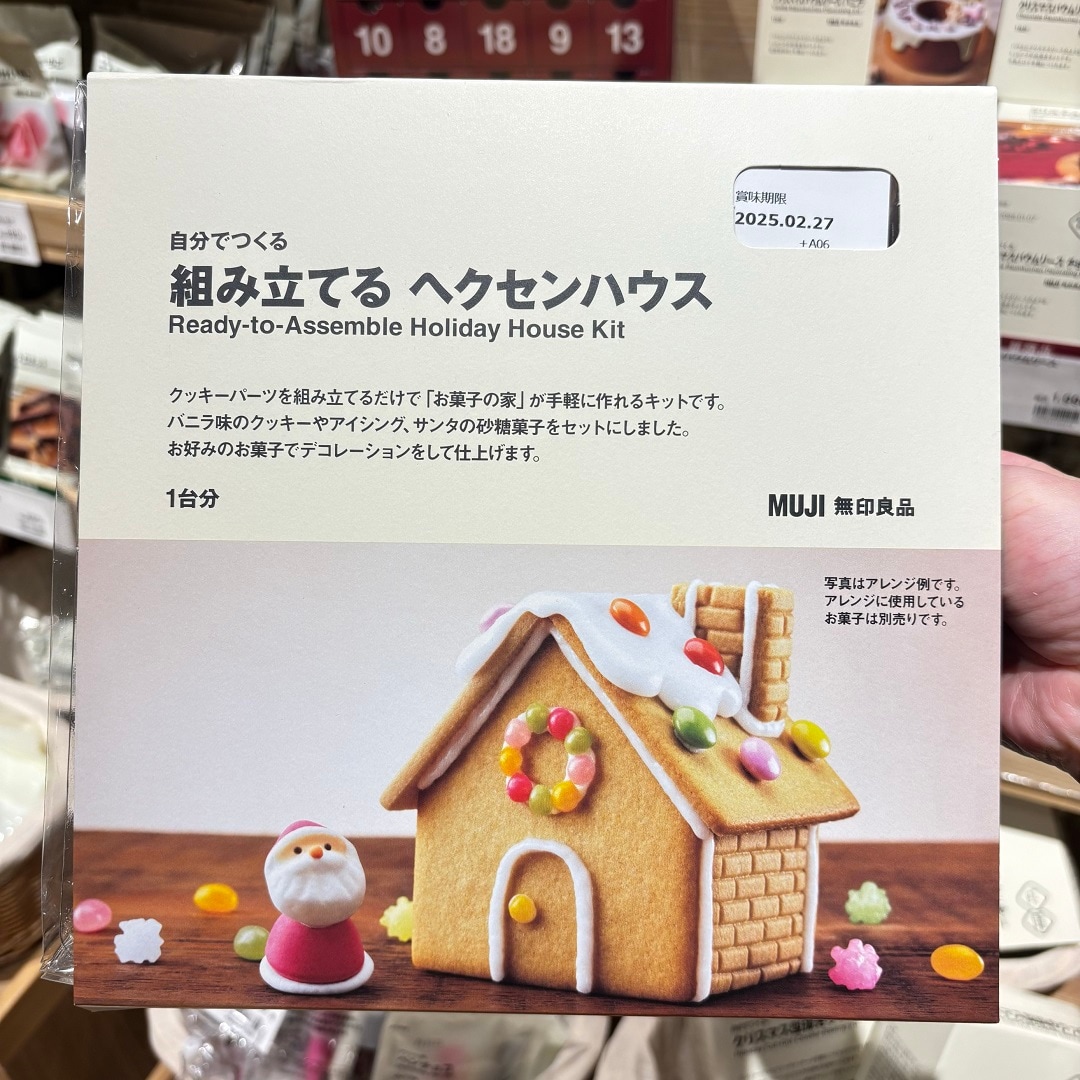 10 8 18 9 13
賞味期限
2025.02.27
+A06
自分でつくる
組み立てる ヘクセンハウス
Ready-to-Assemble Holiday House Kit
クッキーパーツを組み立てるだけで「お菓子の家」が手軽に作れるキットです。
バニラ味のクッキーやアイシング、サンタの砂糖菓子をセットにしました。
お好みのお菓子でデコレーションをして仕上げます。
1台分
MUJI 無印良品
写真はアレンジ例です。
アレンジに使用している
お菓子は別売りです。